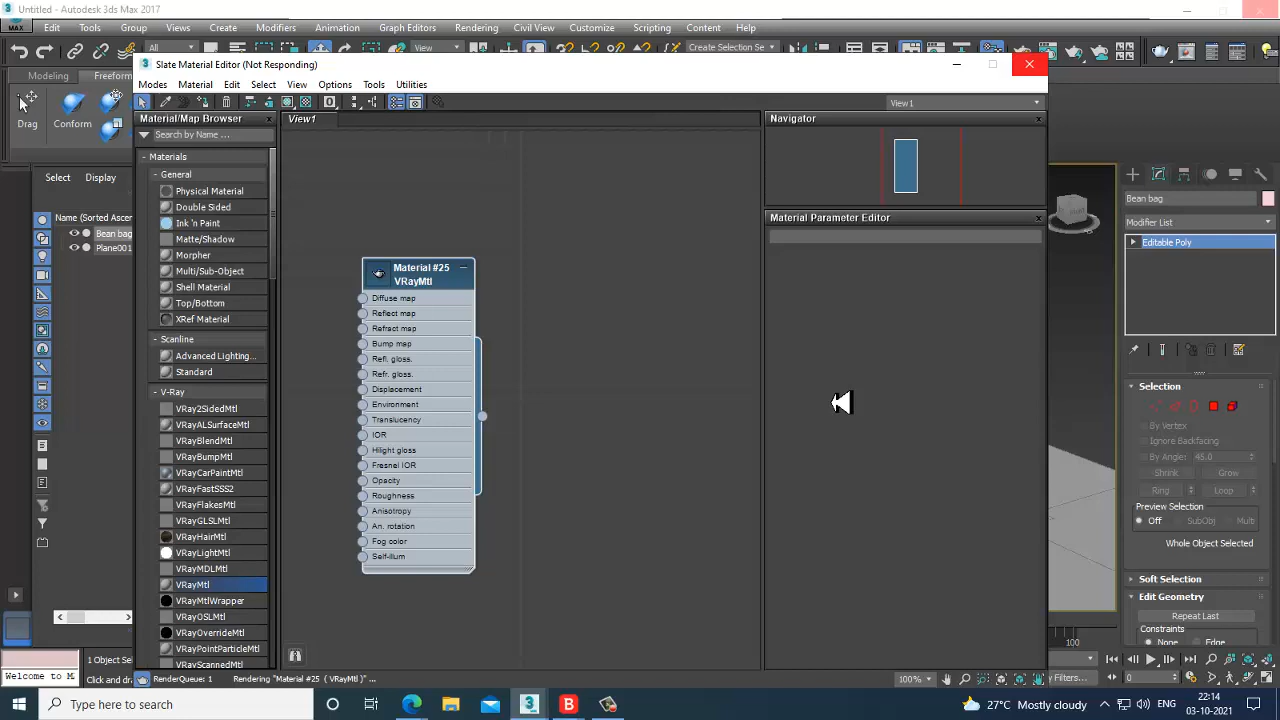 Untitled - Autodesk 3ds Max 2017
MAX
Edit Tools Group Views Create Modifiers Animation Graph Editors Rendering Civil View Customize Scripting Content Help
All View Create Selection Se
Modeling Freeform
Drag Conform
Select Display
Name (Sorted Ascen
Bean bag
Plane001
Slate Material Editor (Not Responding)
Modes Material Edit Select View Options Tools Utilities
View1
Material/Map Browser
Search by Name ...
- Materials
- General
Physical Material
Double Sided
Ink 'n Paint
Matte/Shadow
Morpher
Multi/Sub-Object
Shell Material
Top/Bottom
XRef Material
- Scanline
Advanced Lighting...
Standard
- V-Ray
VRay2SidedMtl
VRayALSurfaceMtl
VRayBlendMtl
VRayBumpMtl
VRayCarPaintMtl
VRayFastSSS2
VRayFlakesMtl
VRayGLSLMtl
VRayHairMtl
VRayLightMtl
VRayMDLMtl
VRayMtl
VRayMtlWrapper
VRayOSLMtl
VRayOverrideMtl
VRayPointParticleMtl
VRayScannedMtl
View1
Material #25
VRayMtl
Diffuse map
Reflect map
Refract map
Bump map
Refl. gloss.
Refr. gloss.
Displacement
Environment
Translucency
IOR
Hilight gloss
Fresnel IOR
Opacity
Roughness
Anisotropy
An. rotation
Fog color
Self-illum
Navigator
Material Parameter Editor
RenderQueue: 1 Rendering "Material #25 ( VRayMtl )" ...
100%
Bean bag
Modifier List
Editable Poly
Selection
By Vertex
Ignore Backfacing
By Angle: 45.0
Shrink Grow
Ring Loop
Preview Selection
Off SubObj Multi
Whole Object Selected
Soft Selection
Edit Geometry
Repeat Last
Constraints
None Edge
100
1 Object Sel
Welcome to M
Click and dra
y Filters...
0
Type here to search
27°C Mostly cloudy
ENG
22:14
03-10-2021